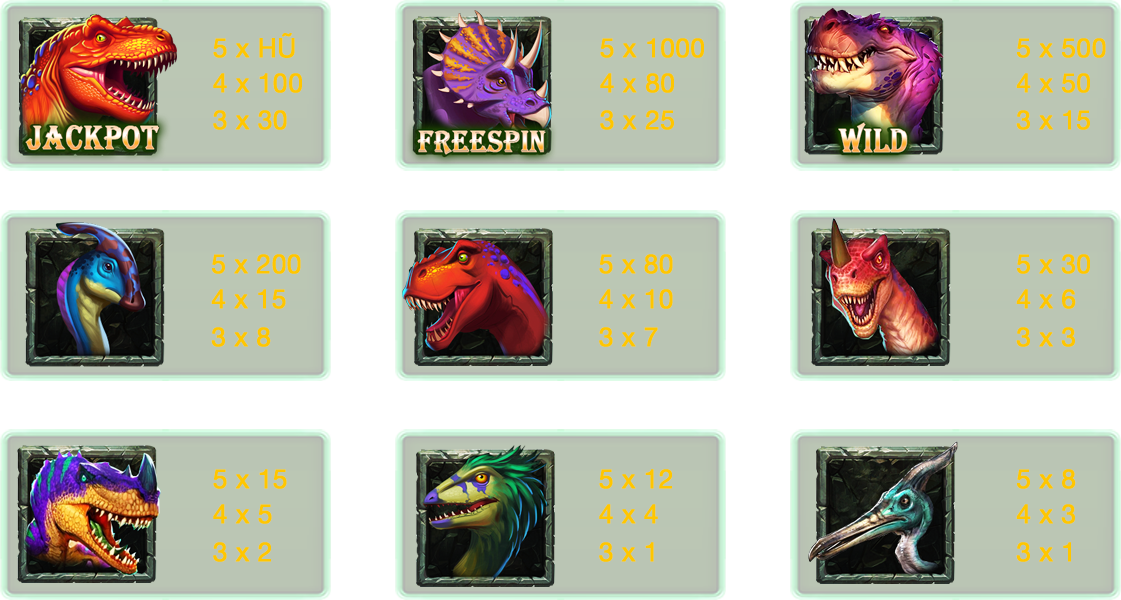 JACKPOT
5 x HŨ
4 x 100
3 x 30
FREESPIN
5 x 1000
4 x 80
3 x 25
WILD
5 x 500
4 x 50
3 x 15
5 x 200
4 x 15
3 x 8
5 x 80
4 x 10
3 x 7
5 x 30
4 x 6
3 x 3
5 x 15
4 x 5
3 x 2
5 x 12
4 x 4
3 x 1
5 x 8
4 x 3
3 x 1